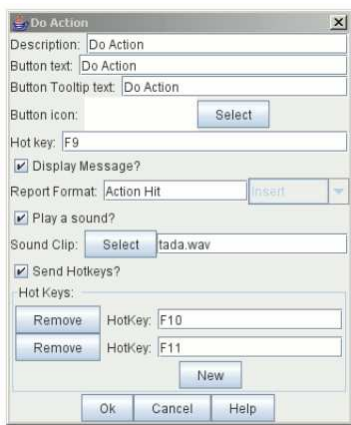 Do Action
Description: Do Action
Button text: Do Action
Button Tooltip text: Do Action
Button icon: Select
Hot key: F9
Display Message?
Report Format: Action Hit Insert
Play a sound?
Sound Clip: Select tada.wav
Send Hotkeys?
Hot Keys:
Remove HotKey: F10
Remove HotKey: F11
New
Ok Cancel Help